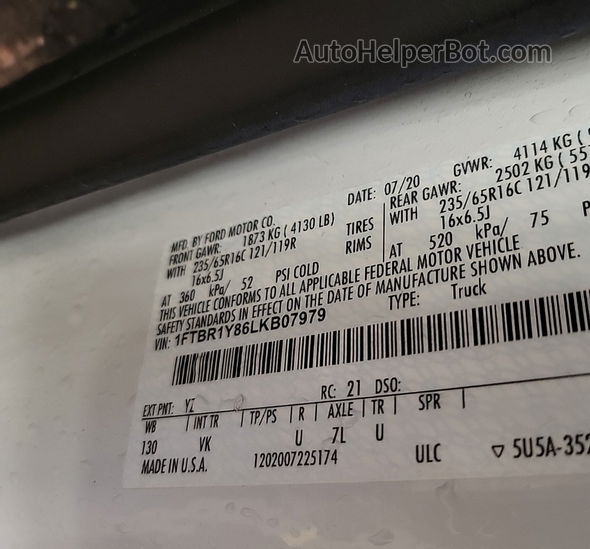 AutoHelperBot.com
MFD. BY FORD MOTOR CO. DATE: 07/20 GVWR: 4114 KG (
FRONT GAWR: 1873 KG ( 4130 LB) REAR GAWR: 2502 KG ( 55
WITH 235/65R16C 121/119R TIRES WITH 235/65R16C 121/119
16x6.5J RIMS 16x6.5J
AT 360 kPa/ 52 PSI COLD AT 520 kPa/ 75 P
THIS VEHICLE CONFORMS TO ALL APPLICABLE FEDERAL MOTOR VEHICLE
SAFETY STANDARDS IN EFFECT ON THE DATE OF MANUFACTURE SHOWN ABOVE.
VIN: 1FTBR1Y86LKB07979 TYPE: Truck
EXT PNT: YZ RC: 21 DSO:
WB INT TR TP/PS R AXLE TR SPR
130 VK U 7L U
MADE IN U.S.A. 1202007225174 ULC 5U5A-352